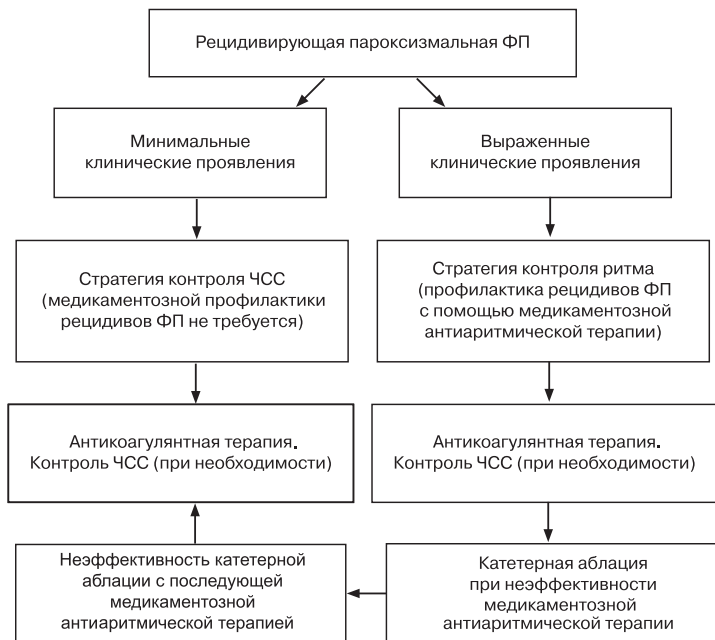 Рецидивирующая пароксизмальная ФП
Минимальные
клинические проявления
Выраженные
клинические проявления
Стратегия контроля ЧСС
(медикаментозной профилактики
рецидивов ФП не требуется)
Стратегия контроля ритма
(профилактика рецидивов ФП
с помощью медикаментозной
антиаритмической терапии)
Антикоагулянтная терапия.
Контроль ЧСС (при необходимости)
Антикоагулянтная терапия.
Контроль ЧСС (при необходимости)
Неэффективность катетерной
аблации с последующей
медикаментозной
антиаритмической терапией
Катетерная аблация
при неэффективности
медикаментозной
антиаритмической терапии